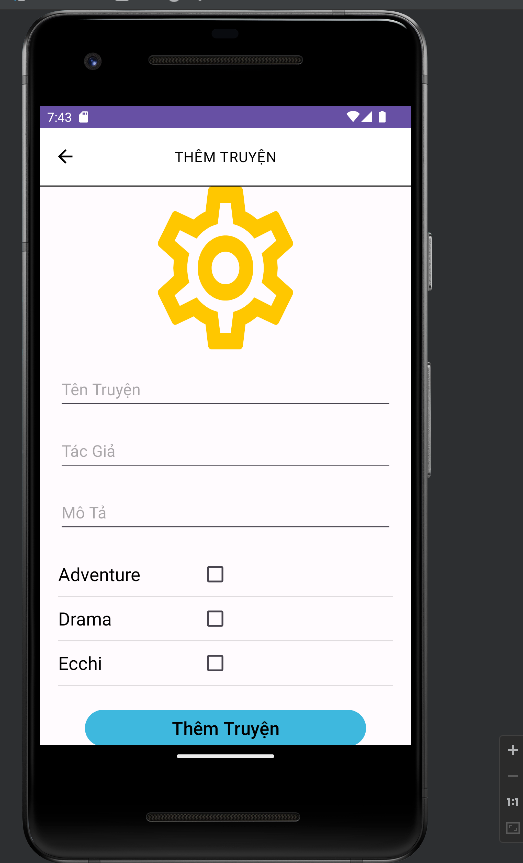 7:43
THÊM TRUYỆN
Tên Truyện
Tác Giả
Mô Tả
Adventure
Drama
Ecchi
Thêm Truyện
1:1